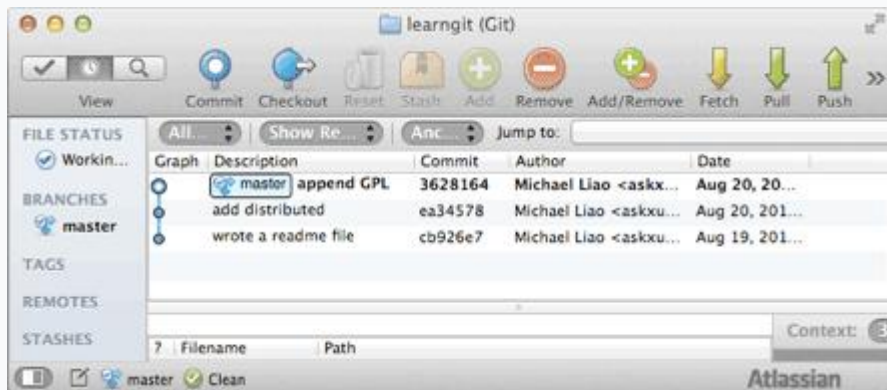 learngit (Git)
View Commit Checkout Reset Stash Add Remove Add/Remove Fetch Pull Push
FILE STATUS
Workin...
BRANCHES
master
TAGS
REMOTES
STASHES
All... Show Re... Anc... Jump to:
Graph Description Commit Author Date
master append GPL 3628164 Michael Liao <askx... Aug 20, 20...
add distributed ea34578 Michael Liao <askxu... Aug 20, 201...
wrote a readme file cb926e7 Michael Liao <askxu... Aug 19, 201...
Context: 3
? Filename Path
master Clean
Atlassian